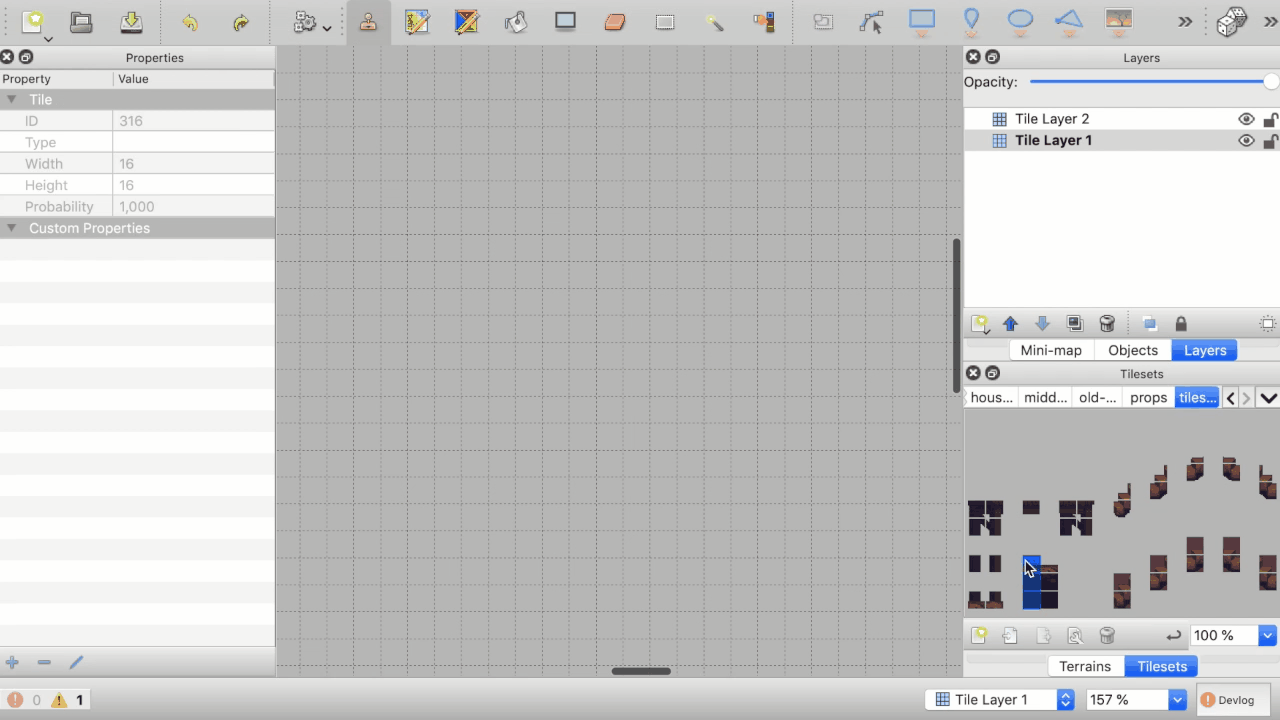 Properties
Property Value
Tile
ID 316
Type
Width 16
Height 16
Probability 1,000
Custom Properties
Layers
Opacity:
Tile Layer 2
Tile Layer 1
Mini-map Objects Layers
Tilesets
hous... midd... old-... props tiles...
100 %
Terrains Tilesets
0 1
Tile Layer 1 157 % Devlog